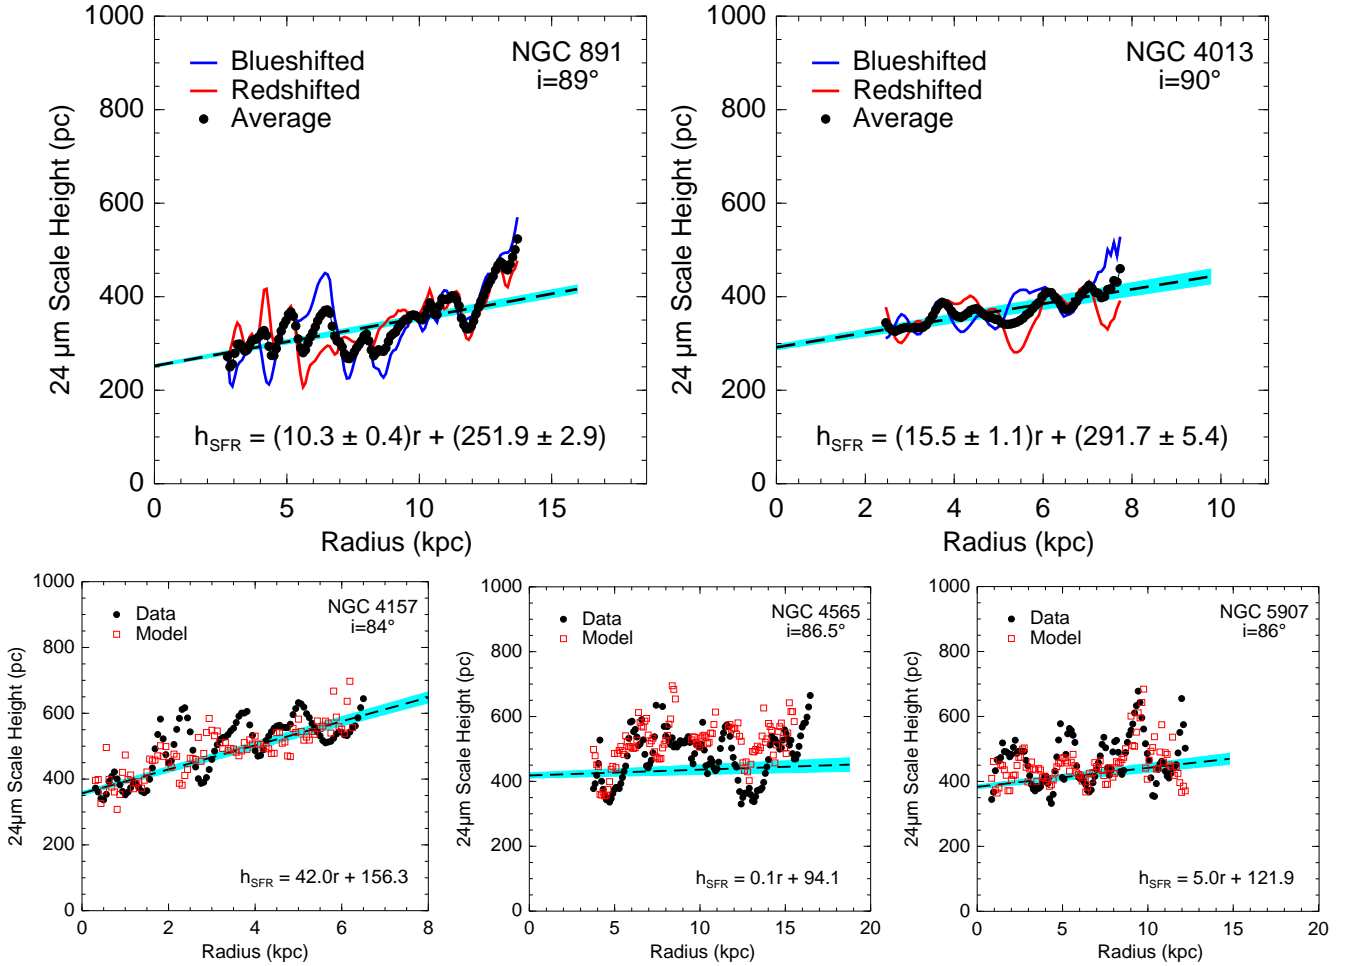 1000
800
600
400
200
0
24 μm Scale Height (pc)
Blueshifted
Redshifted
Average
NGC 891
i=89°
h_SFR = (10.3 ± 0.4)r + (251.9 ± 2.9)
0 5 10 15
Radius (kpc)
1000
800
600
400
200
0
24 μm Scale Height (pc)
Blueshifted
Redshifted
Average
NGC 4013
i=90°
h_SFR = (15.5 ± 1.1)r + (291.7 ± 5.4)
0 2 4 6 8 10
Radius (kpc)
1000
800
600
400
200
0
24μm Scale Height (pc)
Data
Model
NGC 4157
i=84°
h_SFR = 42.0r + 156.3
0 2 4 6 8
Radius (kpc)
1000
800
600
400
200
0
24μm Scale Height (pc)
Data
Model
NGC 4565
i=86.5°
h_SFR = 0.1r + 94.1
0 5 10 15 20
Radius (kpc)
1000
800
600
400
200
0
24μm Scale Height (pc)
Data
Model
NGC 5907
i=86°
h_SFR = 5.0r + 121.9
0 5 10 15 20
Radius (kpc)